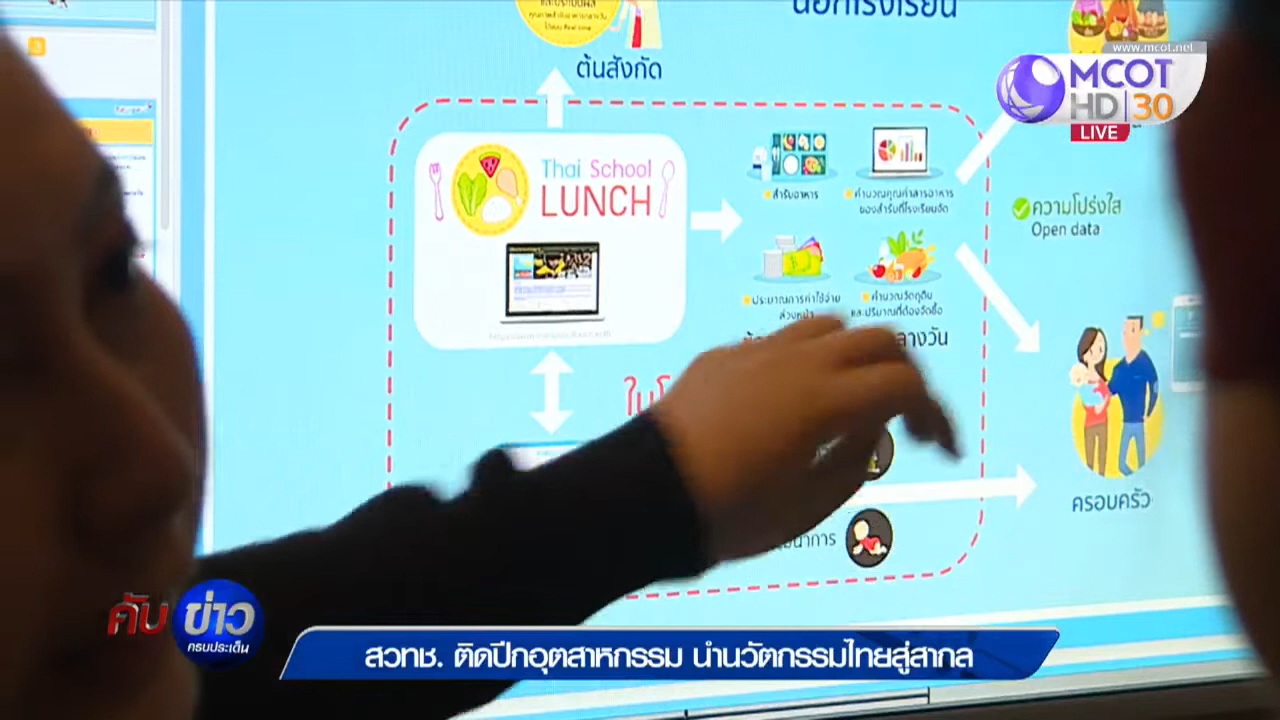 และประเมินผล
นอกโรงเรียน
ต้นสังกัด
www.mcot.net
MCOT
HD 30
LIVE
Thai School
LUNCH
สำรับอาหาร
คำนวณคุณค่าสารอาหาร
ของสำรับที่โรงเรียนจัด
ความโปร่งใส
Open data
ประมาณการค่าใช้จ่าย
ล่วงหน้า
คำนวณวัตถุดิบ
และปริมาณที่ต้องจัดซื้อ
ครอบครัว
คับข่าว
ครบประเด็น
สวทช. ติดปีกอุตสาหกรรม นำนวัตกรรมไทยสู่สากล